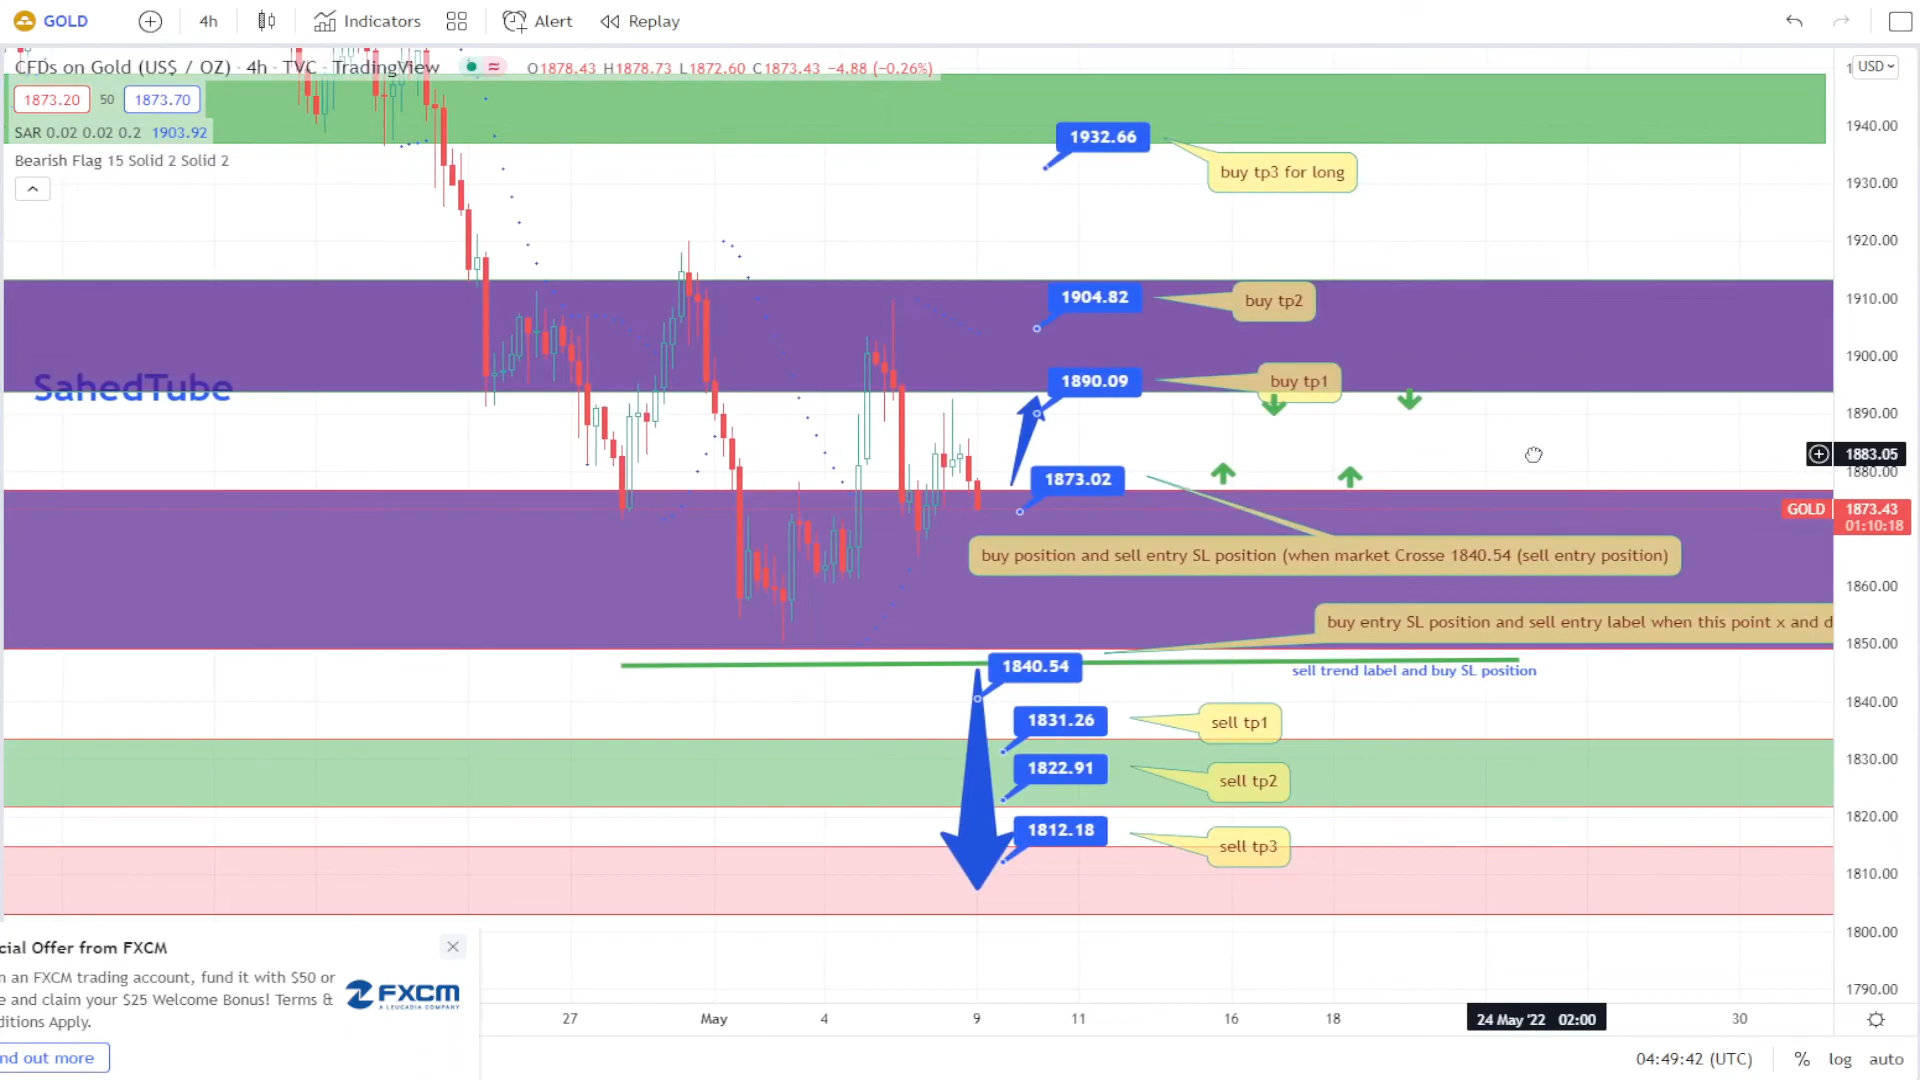 GOLD
4h
Indicators
Alert
Replay
CFDs on Gold (US$ / OZ) · 4h · TVC · TradingView
O1878.43 H1878.73 L1872.60 C1873.43 −4.88 (−0.26%)
USD
1873.20 50 1873.70
SAR 0.02 0.02 0.2 1903.92
Bearish Flag 15 Solid 2 Solid 2
1932.66
buy tp3 for long
1904.82
buy tp2
SahedTube
1890.09
buy tp1
1873.02
buy position and sell entry SL position (when market Crosse 1840.54 (sell entry position)
buy entry SL position and sell entry label when this point x and d
1840.54
sell trend label and buy SL position
1831.26
sell tp1
1822.91
sell tp2
1812.18
sell tp3
1940.00
1930.00
1920.00
1910.00
1900.00
1890.00
1883.05
1880.00
GOLD 1873.43
01:10:18
1860.00
1850.00
1840.00
1830.00
1820.00
1810.00
1800.00
1790.00
cial Offer from FXCM
n an FXCM trading account, fund it with $50 or
e and claim your $25 Welcome Bonus! Terms &
ditions Apply.
FXCM
A LEUCADIA COMPANY
nd out more
27
May
4
9
11
16
18
24 May '22 02:00
30
04:49:42 (UTC)
%
log
auto